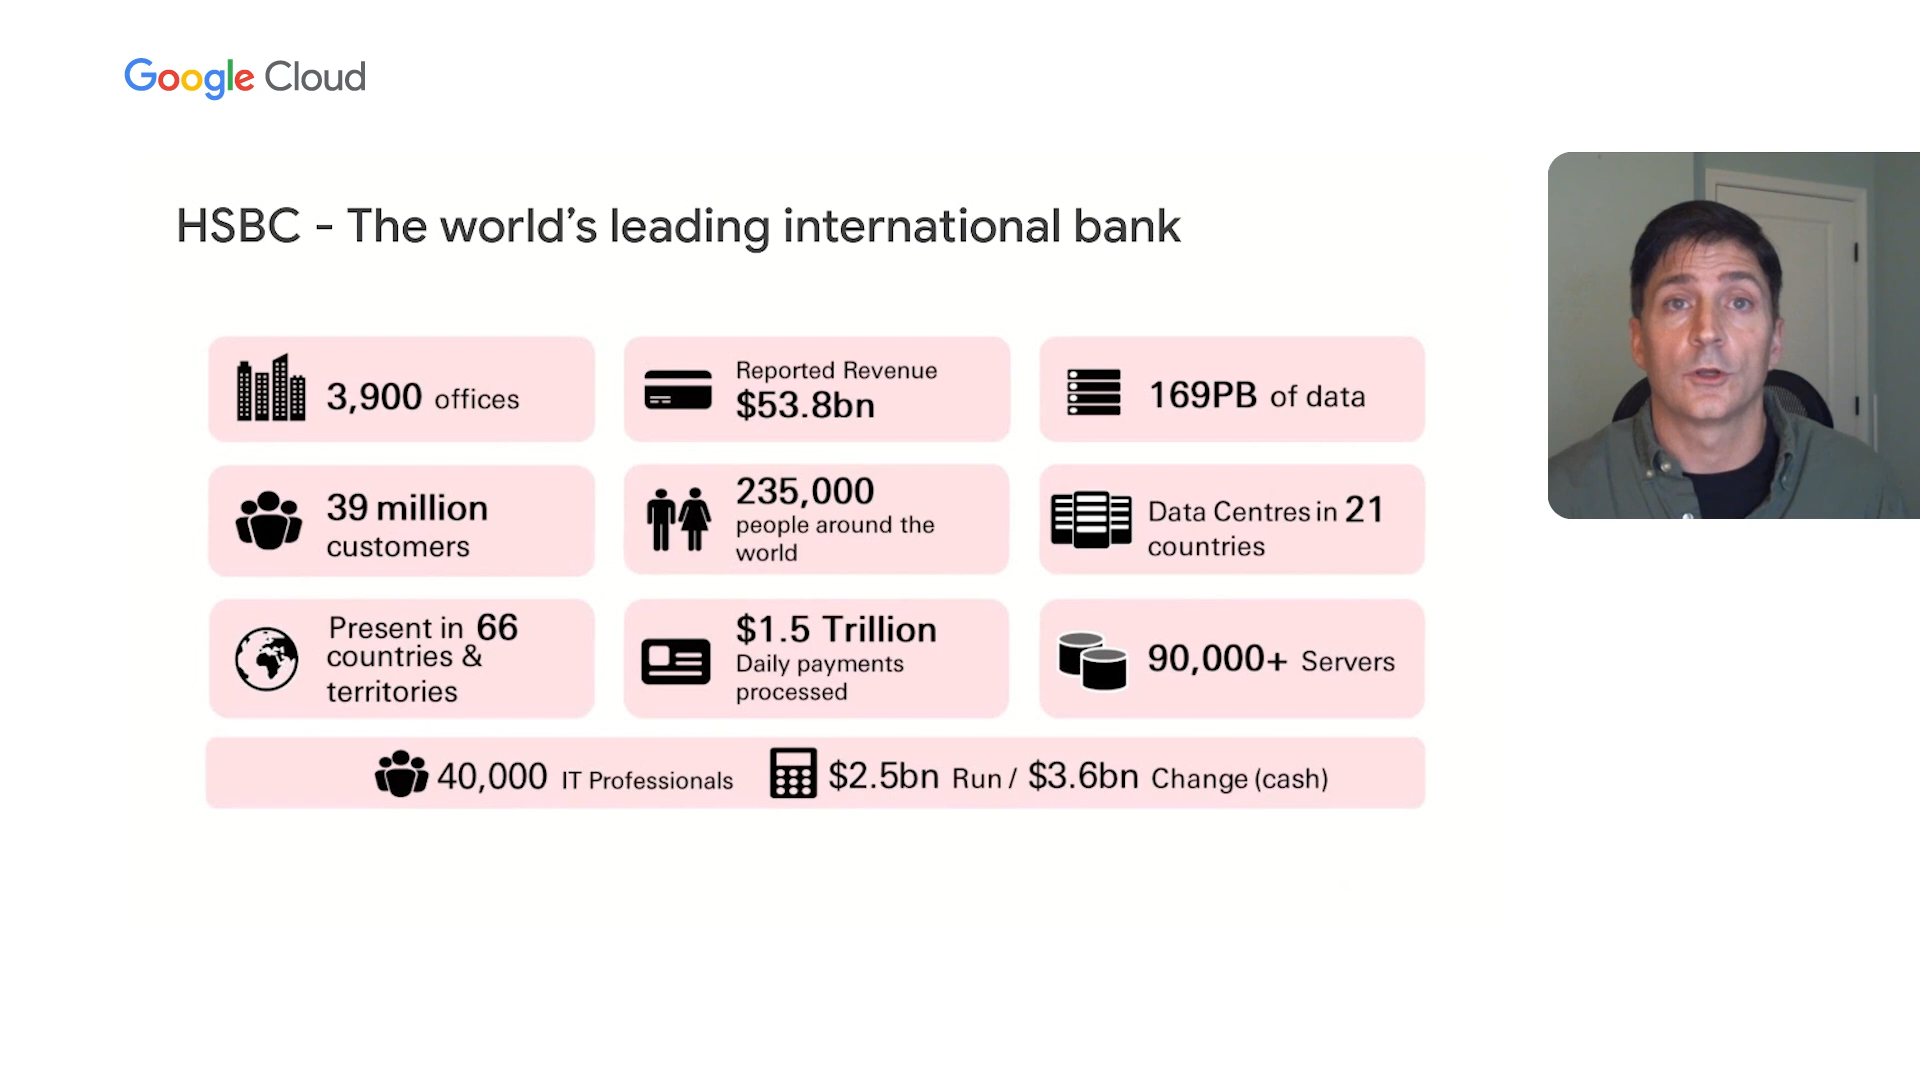 Google Cloud
HSBC - The world's leading international bank
3,900 offices
Reported Revenue
$53.8bn
169PB of data
39 million
customers
235,000
people around the
world
Data Centres in 21
countries
Present in 66
countries &
territories
$1.5 Trillion
Daily payments
processed
90,000+ Servers
40,000 IT Professionals
$2.5bn Run / $3.6bn Change (cash)